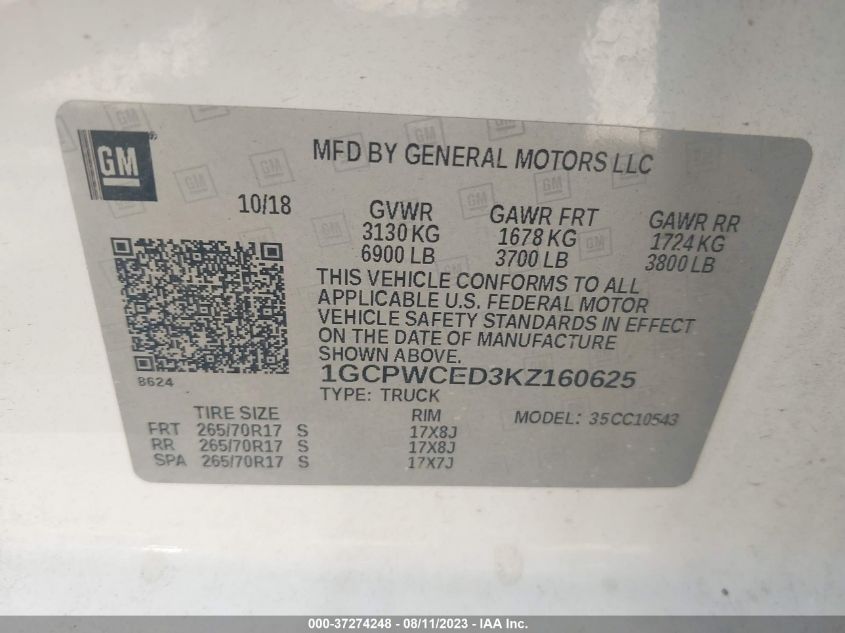 GM
MFD BY GENERAL MOTORS LLC
10/18
GVWR
3130 KG
6900 LB
GAWR FRT
1678 KG
3700 LB
GAWR RR
1724 KG
3800 LB
THIS VEHICLE CONFORMS TO ALL
APPLICABLE U.S. FEDERAL MOTOR
VEHICLE SAFETY STANDARDS IN EFFECT
ON THE DATE OF MANUFACTURE
SHOWN ABOVE.
8624
1GCPWCED3KZ160625
TYPE: TRUCK
MODEL: 35CC10543
TIRE SIZE RIM
FRT 265/70R17 S 17X8J
RR 265/70R17 S 17X8J
SPA 265/70R17 S 17X7J
000-37274248 - 08/11/2023 - IAA Inc.